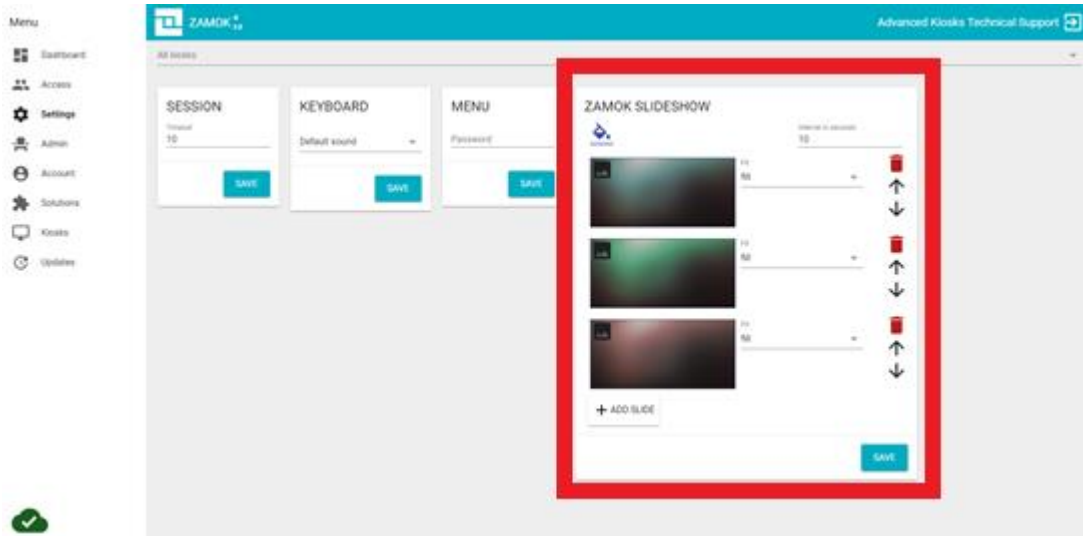 Menu
Dashboard
Access
Settings
Admin
Account
Solutions
Kiosks
Updates
ZAMOK
Advanced Kiosks Technical Support
All kiosks
SESSION
Timeout
10
SAVE
KEYBOARD
Default sound
SAVE
MENU
Password
SAVE
ZAMOK SLIDESHOW
Interval in seconds
10
Fit
fill
Fit
fill
Fit
fill
+ ADD SLIDE
SAVE